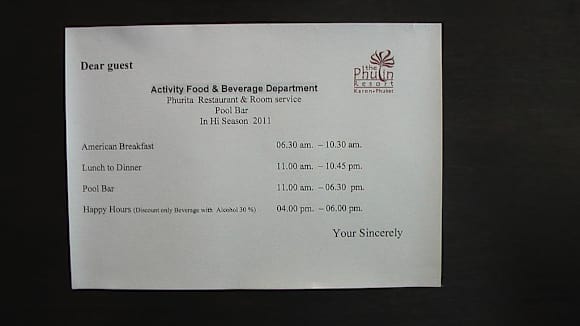 Dear guest
the
Phulin
Resort
Karon • Phuket
Activity Food & Beverage Department
Phurita Restaurant & Room service
Pool Bar
In Hi Season 2011
American Breakfast 06.30 am. – 10.30 am.
Lunch to Dinner 11.00 am. – 10.45 pm.
Pool Bar 11.00 am. – 06.30 pm.
Happy Hours (Discount only Beverage with Alcohol 30 %) 04.00 pm. – 06.00 pm.
Your Sincerely